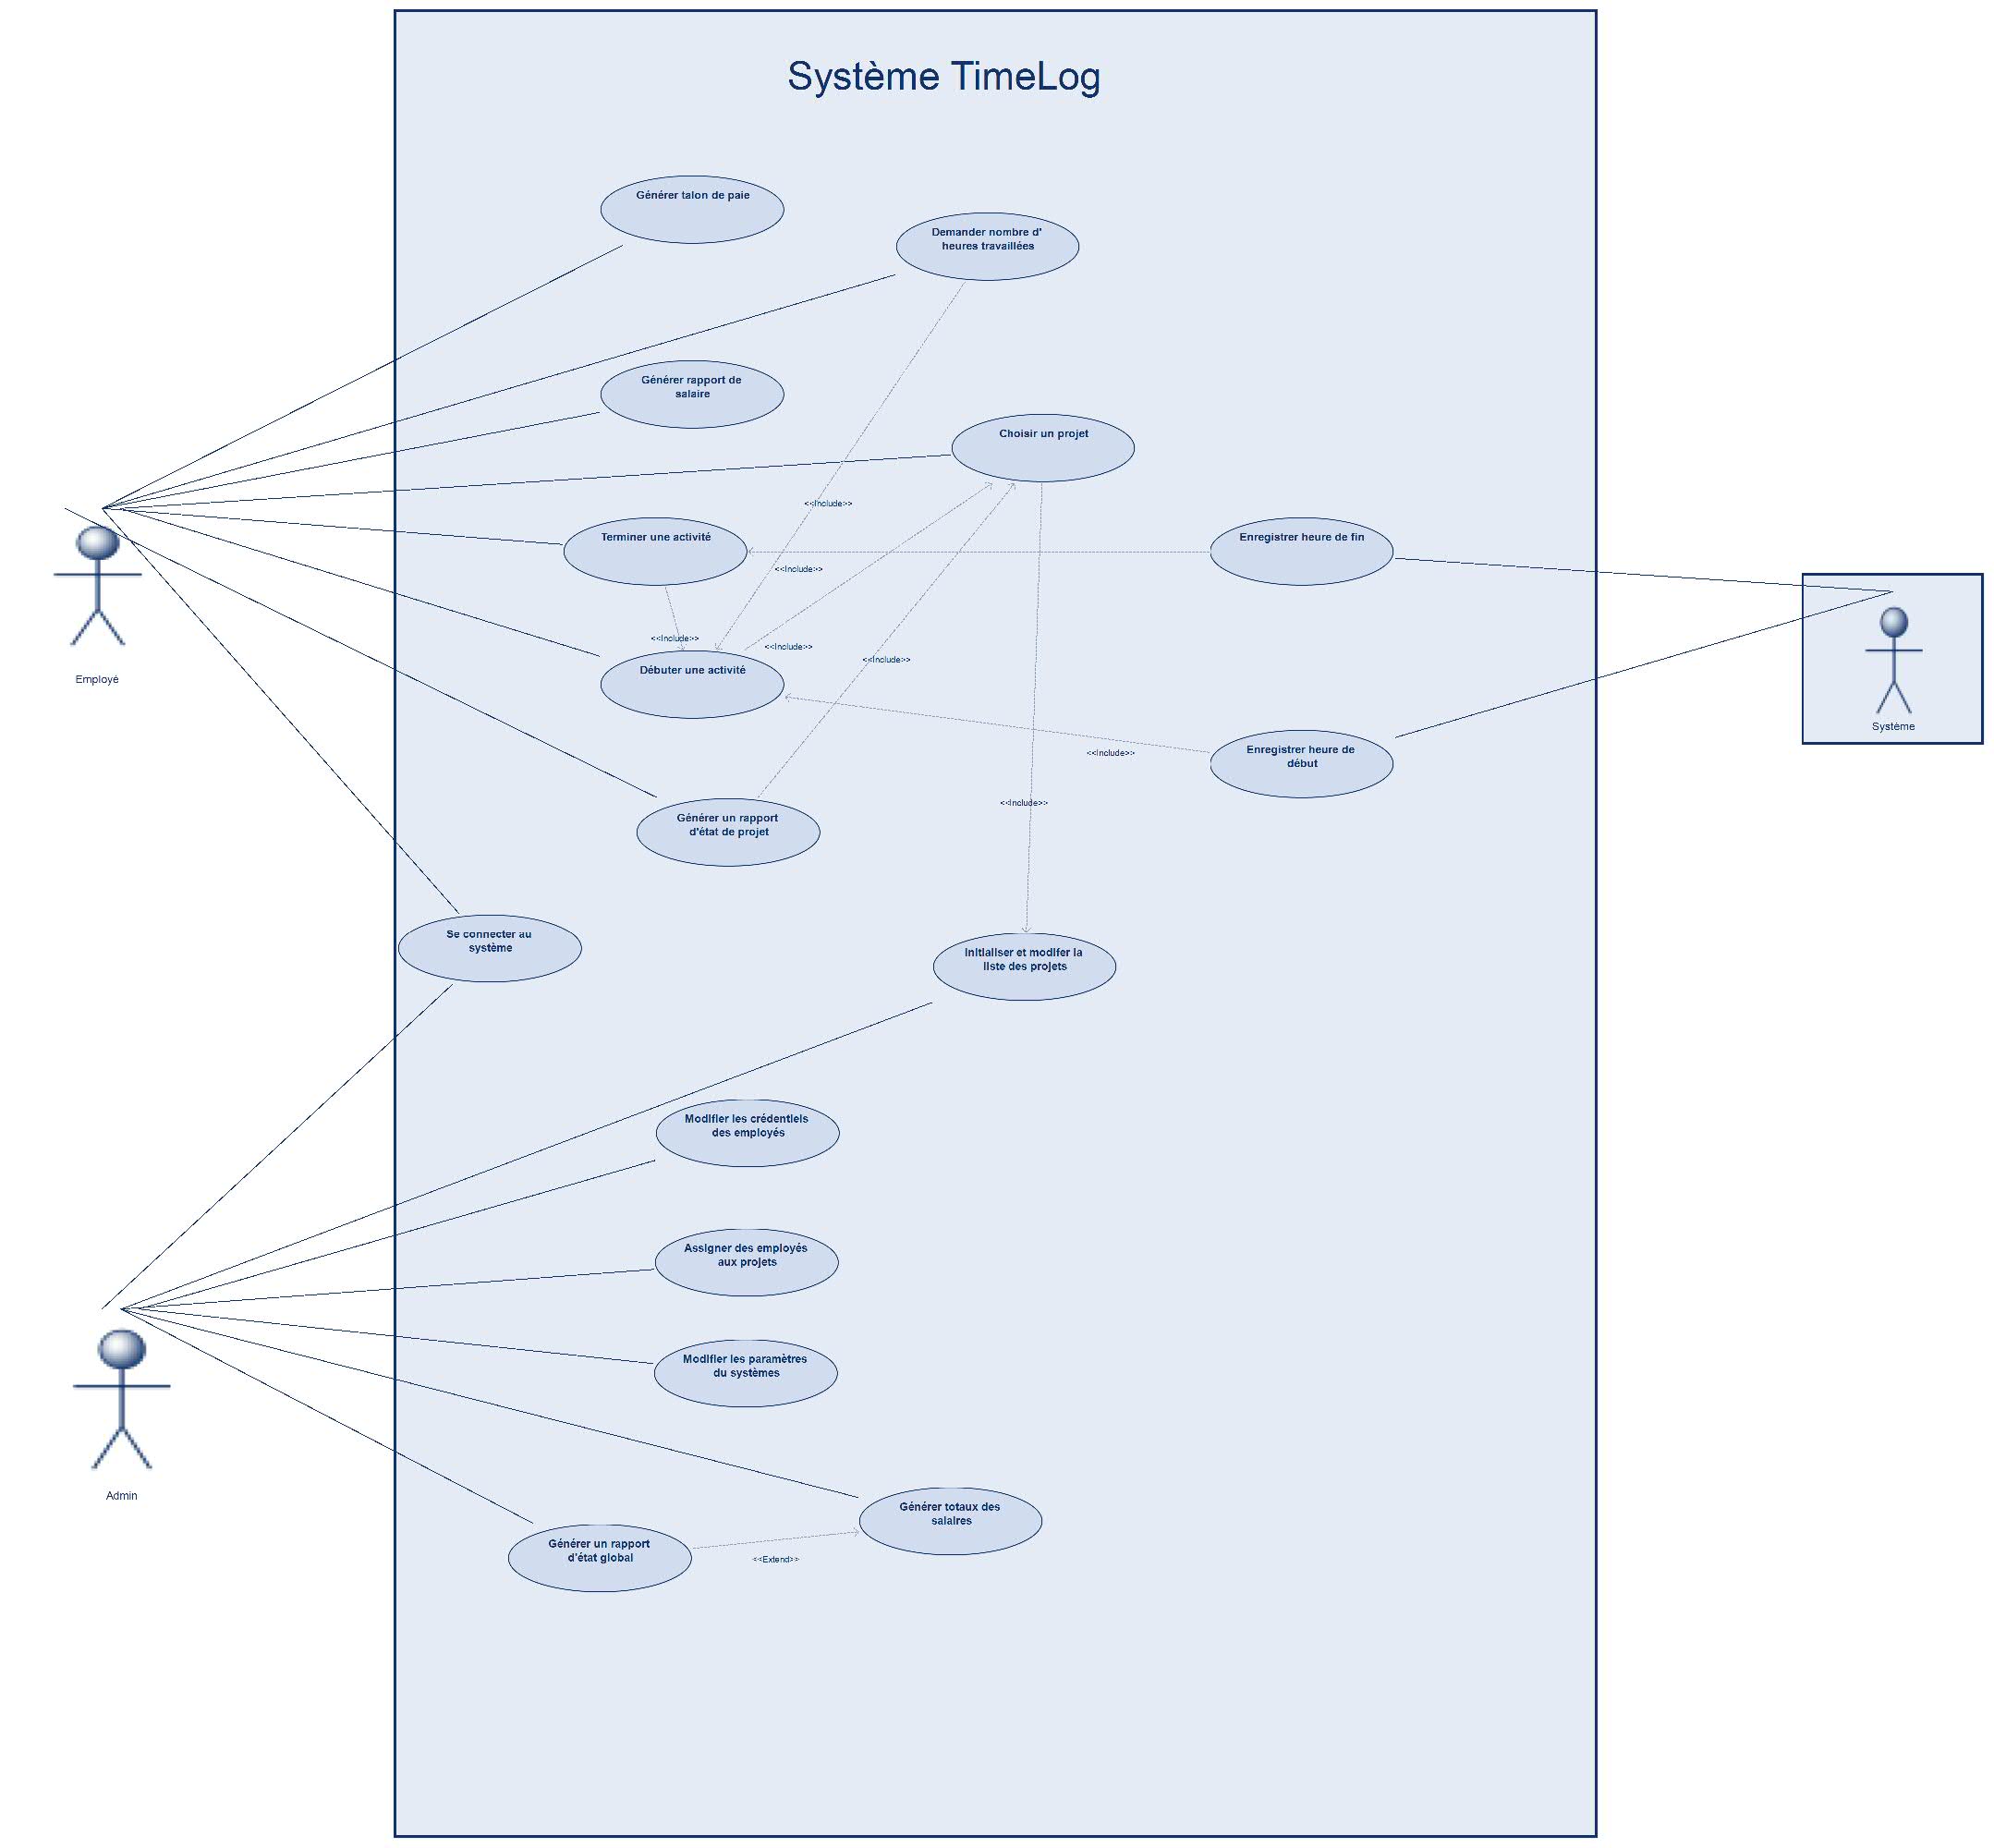 Système TimeLog
Générer talon de paie
Demander nombre d'
heures travaillées
Générer rapport de
salaire
Choisir un projet
<<Include>>
Terminer une activité
Enregistrer heure de fin
<<Include>>
<<Include>>
<<Include>>
<<Include>>
Débuter une activité
Employé
Système
Enregistrer heure de
début
<<Include>>
<<Include>>
Générer un rapport
d'état de projet
Se connecter au
système
Initialiser et modifer la
liste des projets
Modifier les crédentiels
des employés
Assigner des employés
aux projets
Modifier les paramètres
du systèmes
Admin
Générer totaux des
salaires
Générer un rapport
d'état global
<<Extend>>